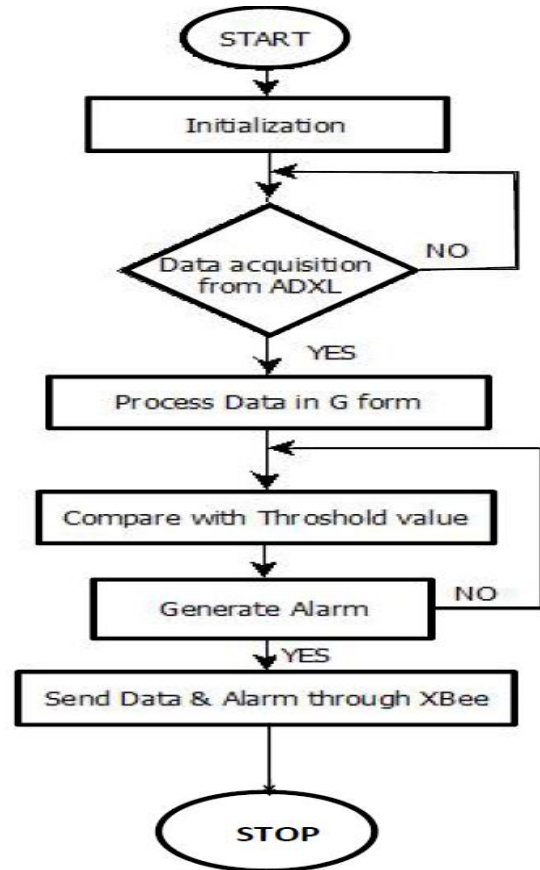 START
Initialization
NO
Data acquisition
from ADXL
YES
Process Data in G form
Compare with Throshold value
Generate Alarm
NO
YES
Send Data & Alarm through XBee
STOP